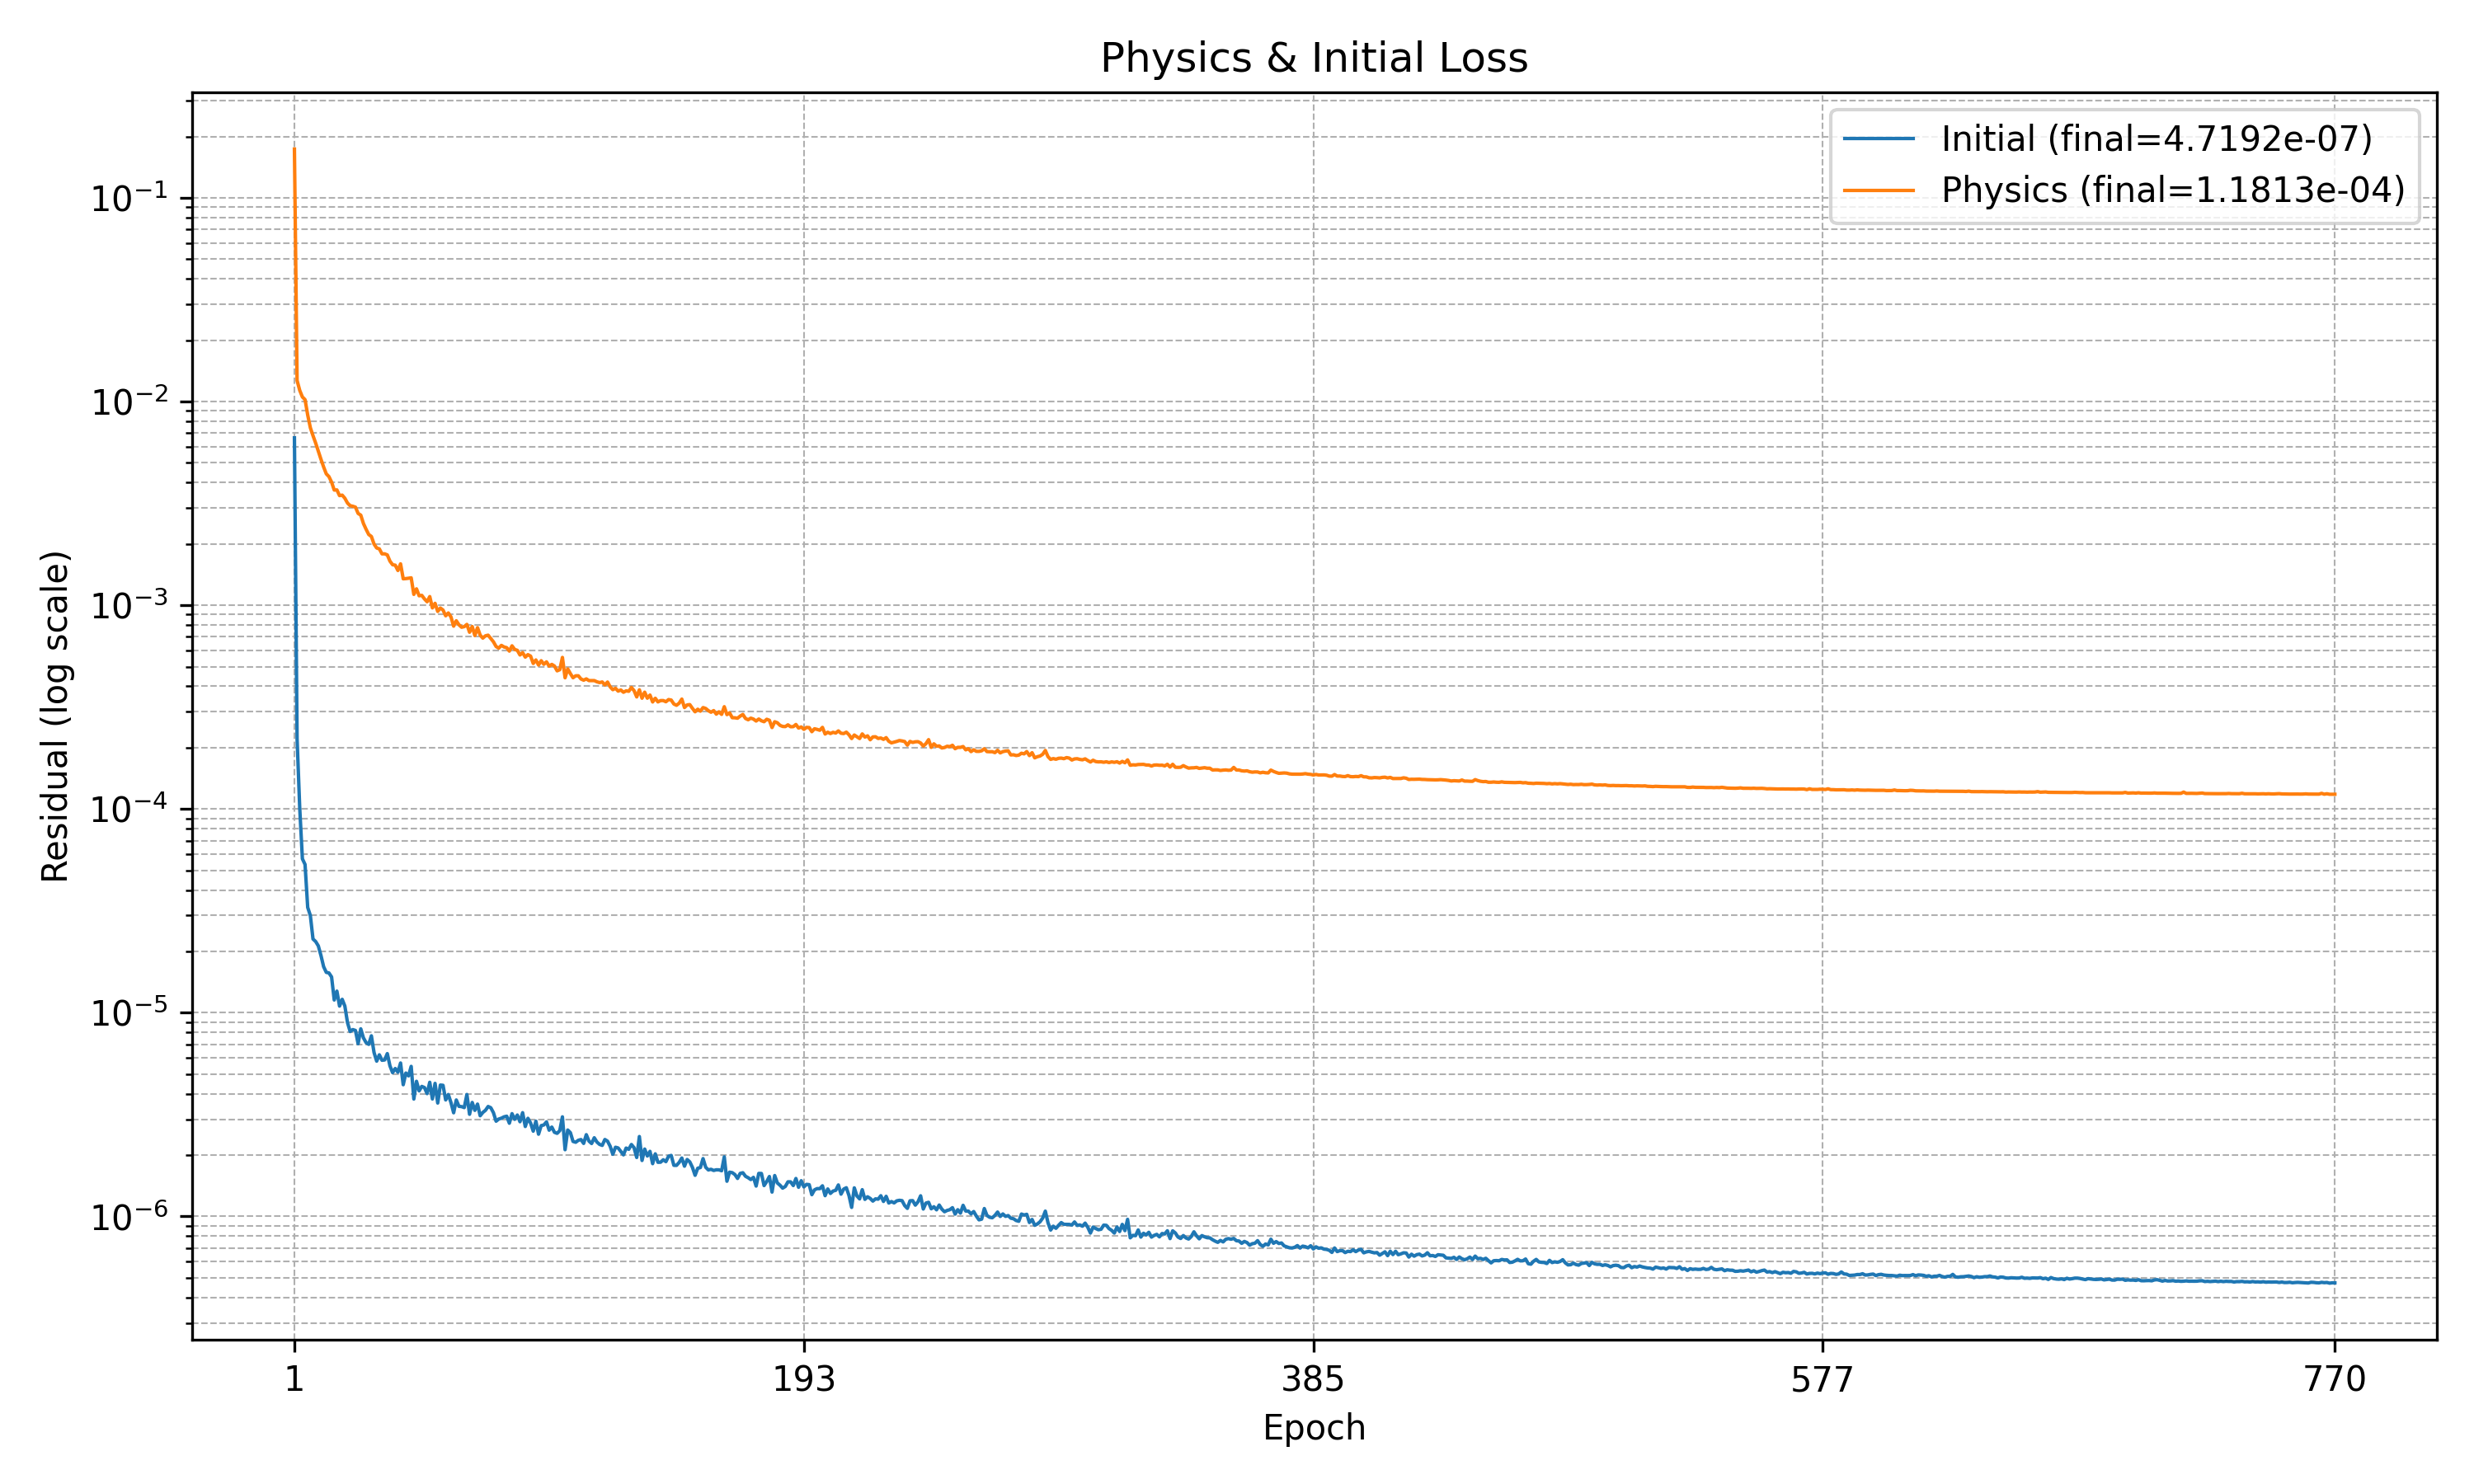 Physics & Initial Loss
Initial (final=4.7192e-07)
Physics (final=1.1813e-04)
Residual (log scale)
10⁻¹
10⁻²
10⁻³
10⁻⁴
10⁻⁵
10⁻⁶
1 193 385 577 770
Epoch